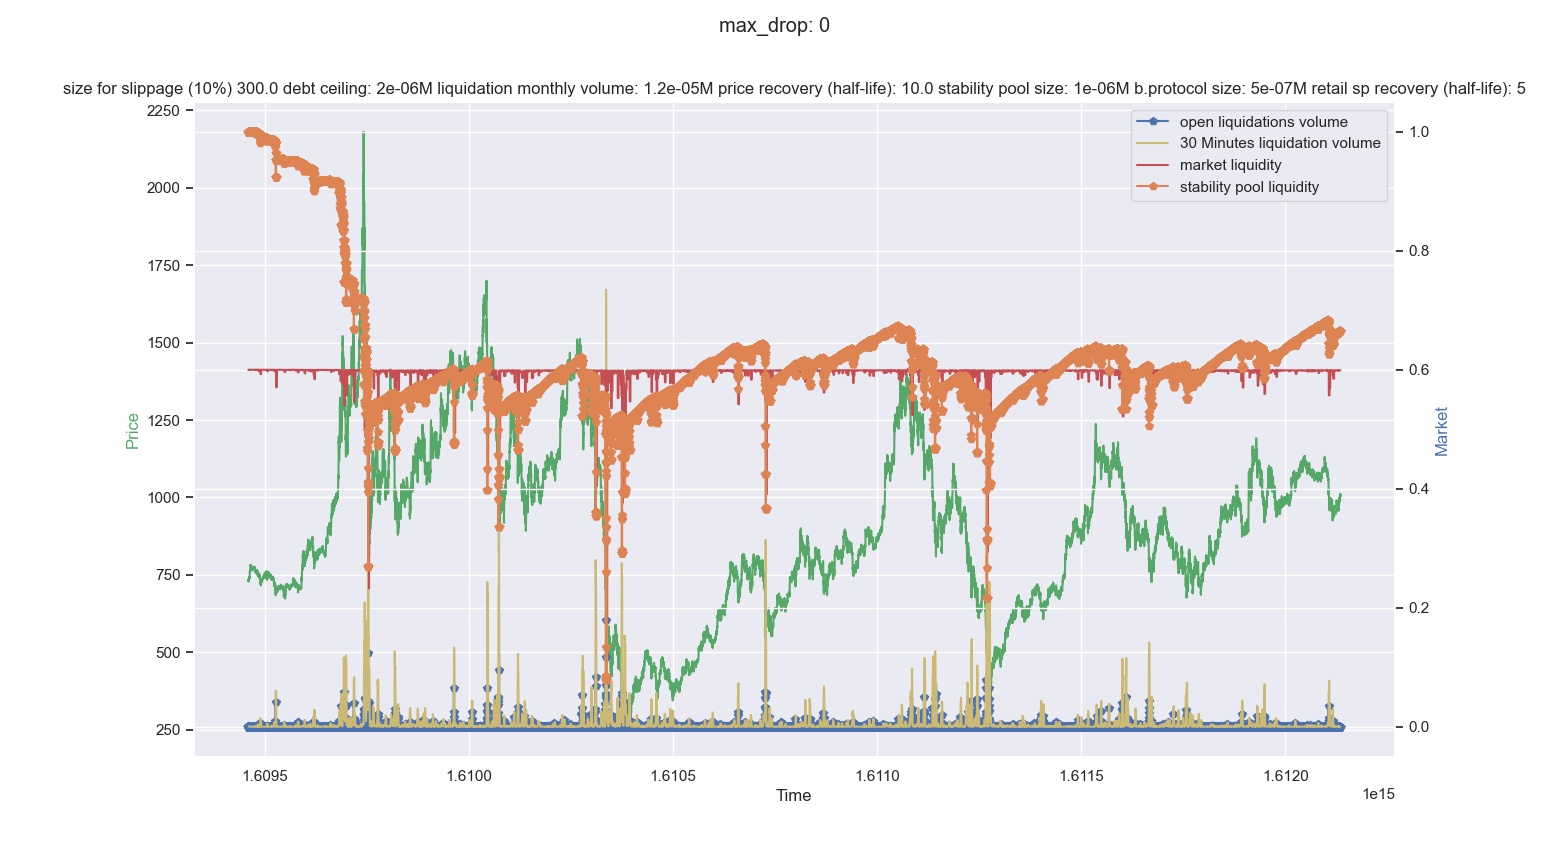 max_drop: 0
size for slippage (10%) 300.0 debt ceiling: 2e-06M liquidation monthly volume: 1.2e-05M price recovery (half-life): 10.0 stability pool size: 1e-06M b.protocol size: 5e-07M retail sp recovery (half-life): 5
open liquidations volume
30 Minutes liquidation volume
market liquidity
stability pool liquidity
2250
2000
1750
1500
1250
1000
750
500
250
Price
1.0
0.8
0.6
0.4
0.2
0.0
Market
1.6095 1.6100 1.6105 1.6110 1.6115 1.6120
Time
1e15